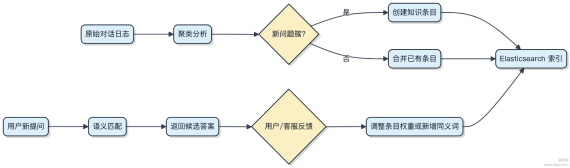 原始对话日志
聚类分析
新问题簇?
是
创建知识条目
否
合并已有条目
Elasticsearch 索引
用户新提问
语义匹配
返回候选答案
用户/客服反馈
调整条目权重或新增同义词